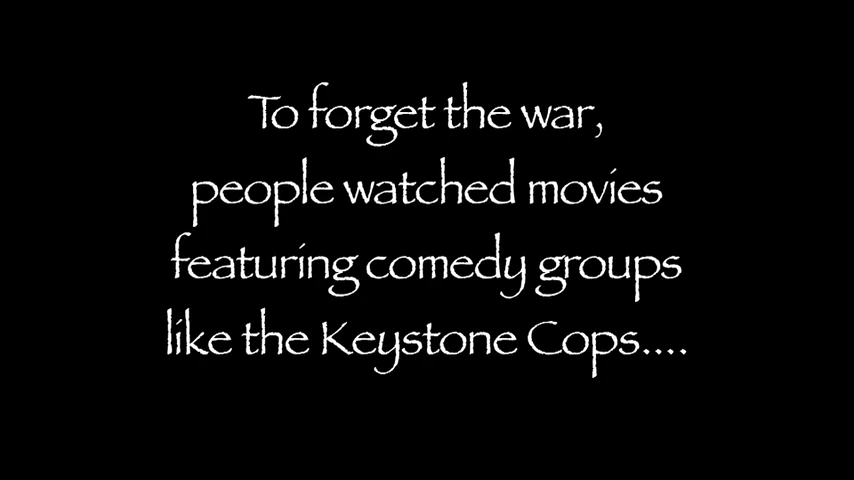 To forget the war,
people watched movies
featuring comedy groups
like the Keystone Cops....